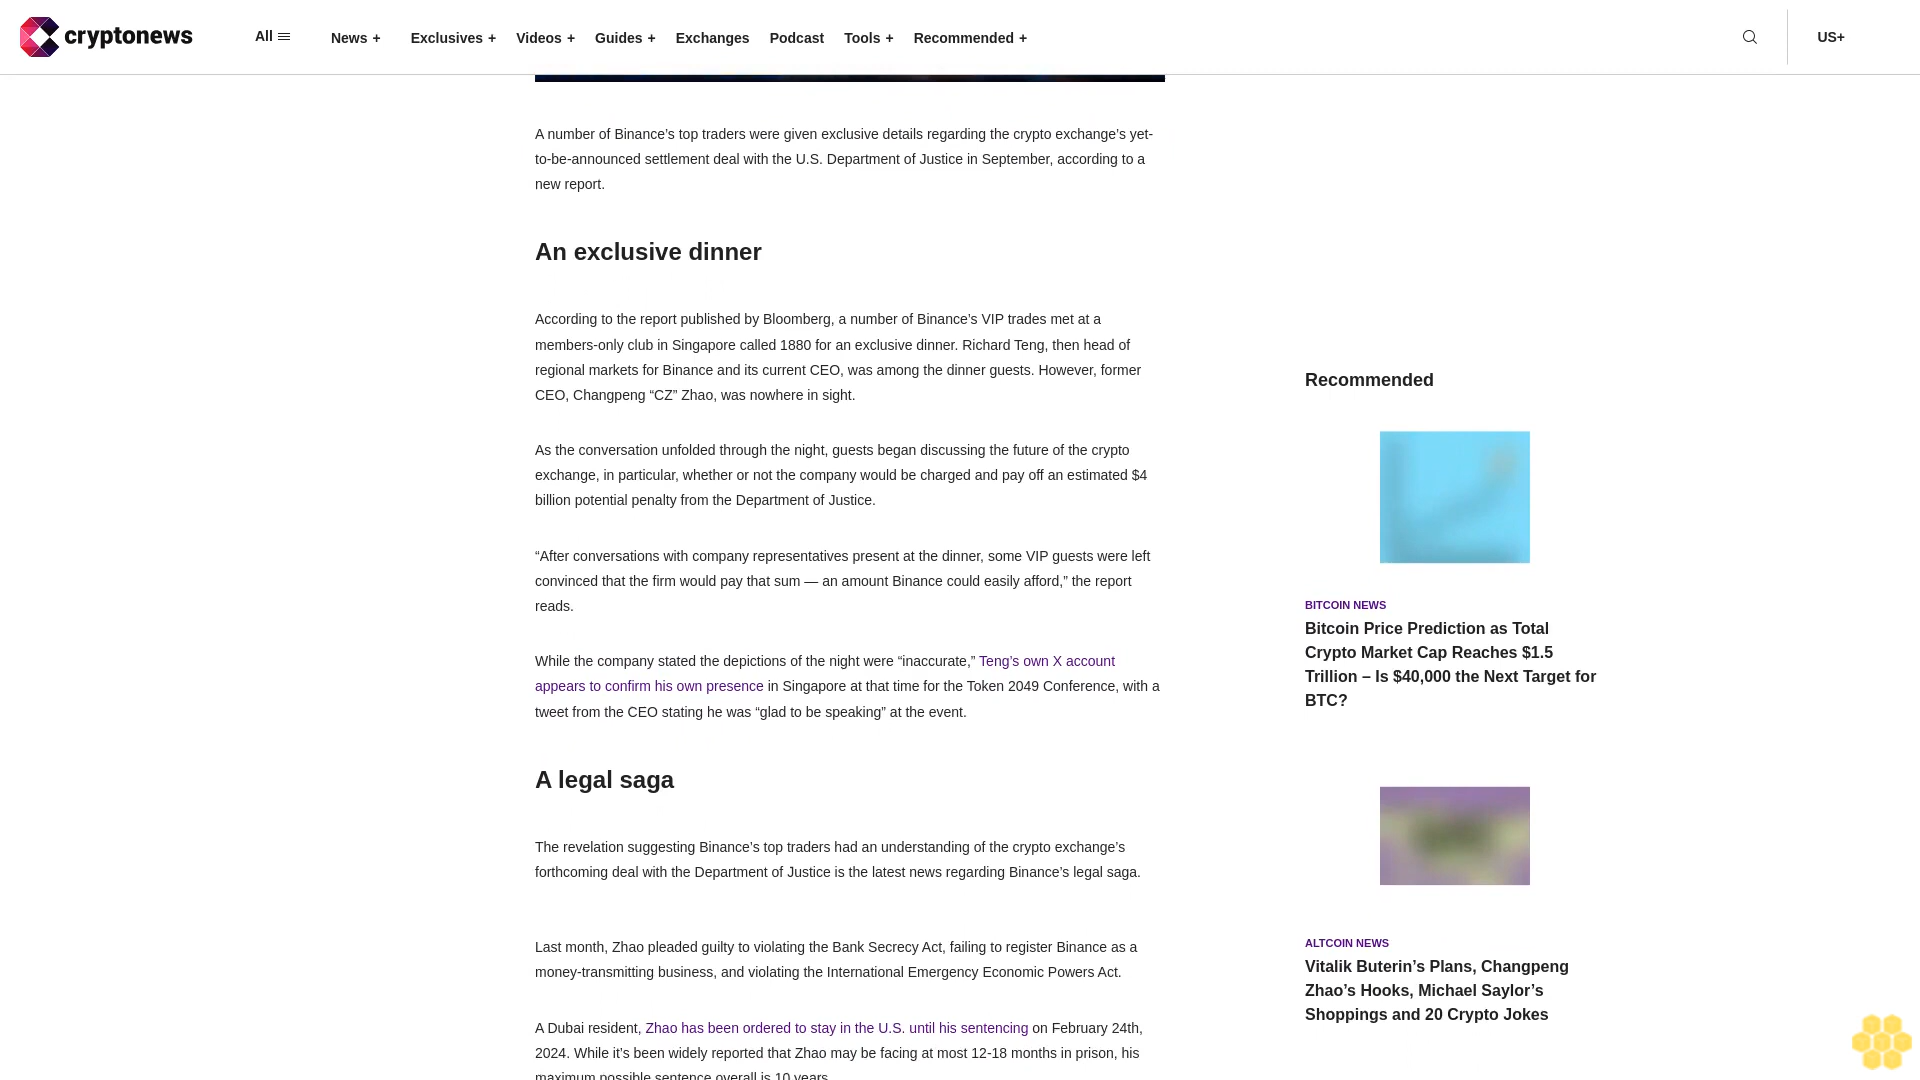 cryptonews
All
News +
Exclusives +
Videos +
Guides +
Exchanges
Podcast
Tools +
Recommended +
US+
A number of Binance’s top traders were given exclusive details regarding the crypto exchange’s yet-
to-be-announced settlement deal with the U.S. Department of Justice in September, according to a
new report.
An exclusive dinner
According to the report published by Bloomberg, a number of Binance’s VIP trades met at a
members-only club in Singapore called 1880 for an exclusive dinner. Richard Teng, then head of
regional markets for Binance and its current CEO, was among the dinner guests. However, former
CEO, Changpeng “CZ” Zhao, was nowhere in sight.
As the conversation unfolded through the night, guests began discussing the future of the crypto
exchange, in particular, whether or not the company would be charged and pay off an estimated $4
billion potential penalty from the Department of Justice.
“After conversations with company representatives present at the dinner, some VIP guests were left
convinced that the firm would pay that sum — an amount Binance could easily afford,” the report
reads.
While the company stated the depictions of the night were “inaccurate,” Teng’s own X account
appears to confirm his own presence in Singapore at that time for the Token 2049 Conference, with a
tweet from the CEO stating he was “glad to be speaking” at the event.
A legal saga
The revelation suggesting Binance’s top traders had an understanding of the crypto exchange’s
forthcoming deal with the Department of Justice is the latest news regarding Binance’s legal saga.
Last month, Zhao pleaded guilty to violating the Bank Secrecy Act, failing to register Binance as a
money-transmitting business, and violating the International Emergency Economic Powers Act.
A Dubai resident, Zhao has been ordered to stay in the U.S. until his sentencing on February 24th,
2024. While it’s been widely reported that Zhao may be facing at most 12-18 months in prison, his
maximum possible sentence overall is 10 years.
Recommended
BITCOIN NEWS
Bitcoin Price Prediction as Total
Crypto Market Cap Reaches $1.5
Trillion – Is $40,000 the Next Target for
BTC?
ALTCOIN NEWS
Vitalik Buterin’s Plans, Changpeng
Zhao’s Hooks, Michael Saylor’s
Shoppings and 20 Crypto Jokes